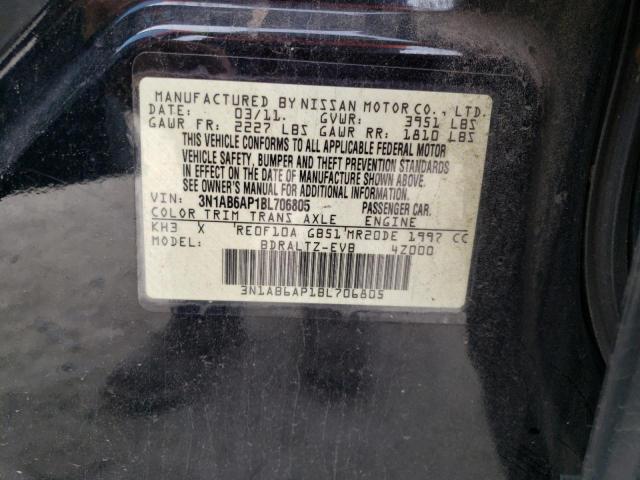 MANUFACTURED BY NISSAN MOTOR CO., LTD.
DATE: 03/11. GVWR: 3951 LBS
GAWR FR: 2227 LBS GAWR RR: 1810 LBS
THIS VEHICLE CONFORMS TO ALL APPLICABLE FEDERAL MOTOR
VEHICLE SAFETY, BUMPER AND THEFT PREVENTION STANDARDS
IN EFFECT ON THE DATE OF MANUFACTURE SHOWN ABOVE.
SEE OWNER'S MANUAL FOR ADDITIONAL INFORMATION.
VIN: 3N1AB6AP1BL706805 PASSENGER CAR.
COLOR TRIM TRANS AXLE ENGINE
KH3 X RE0F10A GB51 MR20DE 1997 CC
MODEL: BDRALTZ-EVB 4Z000
3N1AB6AP1BL706805